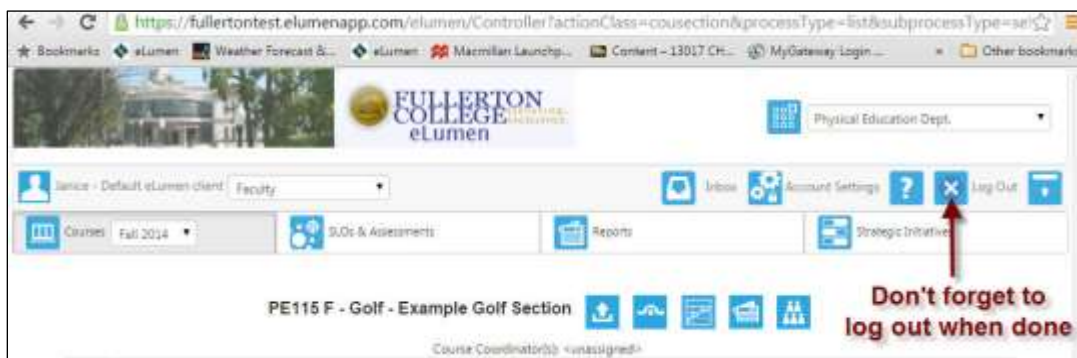 https://fullertontest.elumenapp.com/elumen/Controller?actionClass=cousection&processType=list&subprocessType=se
Bookmarks eLumen Weather Forecast &... eLumen Macmillan Launchp... Content – 13017 CH... MyGateway Login ... » Other bookmarks
FULLERTON
COLLEGE
eLumen
Physical Education Dept.
Janice - Default eLumen client Faculty Inbox Account Settings ? Log Out
Courses Fall 2014 SLOs & Assessments Reports Strategic Initiatives
PE115 F - Golf - Example Golf Section
Don't forget to
log out when done
Course Coordinator(s): <unassigned>